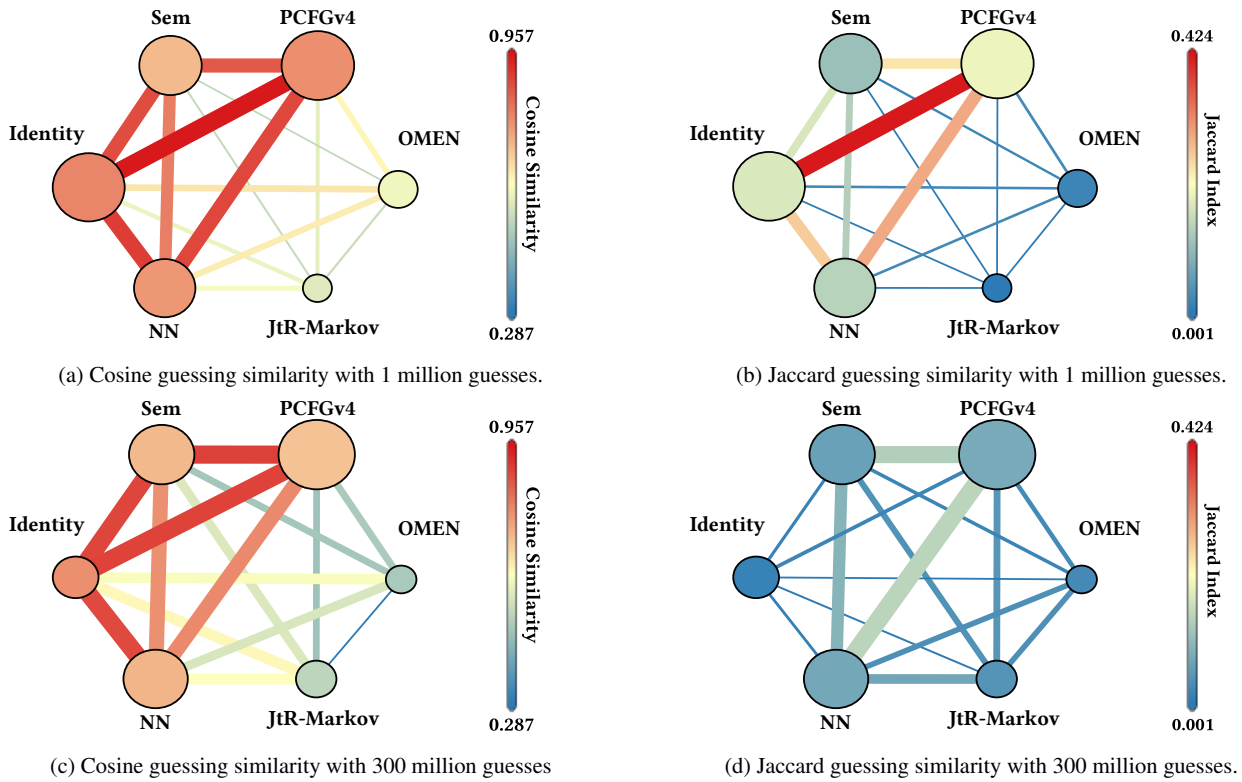 Sem
PCFGv4
0.957
Identity
OMEN
Cosine Similarity
NN
JtR-Markov
0.287
(a) Cosine guessing similarity with 1 million guesses.
Sem
PCFGv4
0.424
Identity
OMEN
Jaccard Index
NN
JtR-Markov
0.001
(b) Jaccard guessing similarity with 1 million guesses.
Sem
PCFGv4
0.957
Identity
OMEN
Cosine Similarity
NN
JtR-Markov
0.287
(c) Cosine guessing similarity with 300 million guesses
Sem
PCFGv4
0.424
Identity
OMEN
Jaccard Index
NN
JtR-Markov
0.001
(d) Jaccard guessing similarity with 300 million guesses.